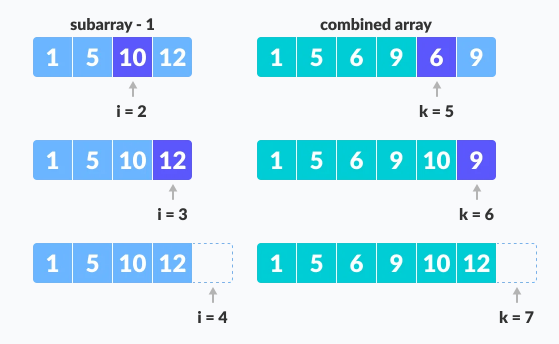 subarray - 1 combined array
1 5 10 12 1 5 6 9 6 9
i = 2 k = 5
1 5 10 12 1 5 6 9 10 9
i = 3 k = 6
1 5 10 12 1 5 6 9 10 12
i = 4 k = 7